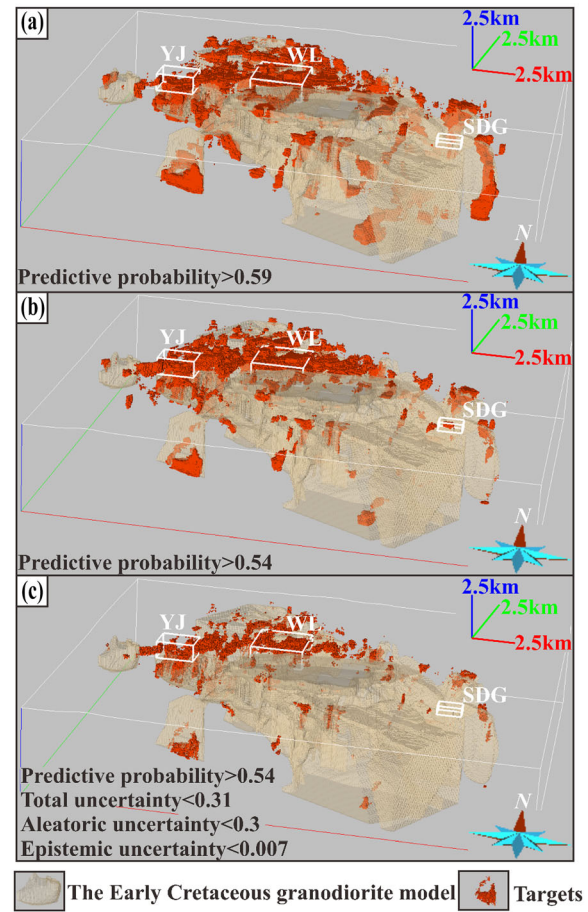 (a)
2.5km
2.5km
2.5km
YJ
WL
SDG
N
Predictive probability>0.59
(b)
2.5km
2.5km
2.5km
YJ
WL
SDG
N
Predictive probability>0.54
(c)
2.5km
2.5km
2.5km
YJ
WL
SDG
N
Predictive probability>0.54
Total uncertainty<0.31
Aleatoric uncertainty<0.3
Epistemic uncertainty<0.007
The Early Cretaceous granodiorite model
Targets